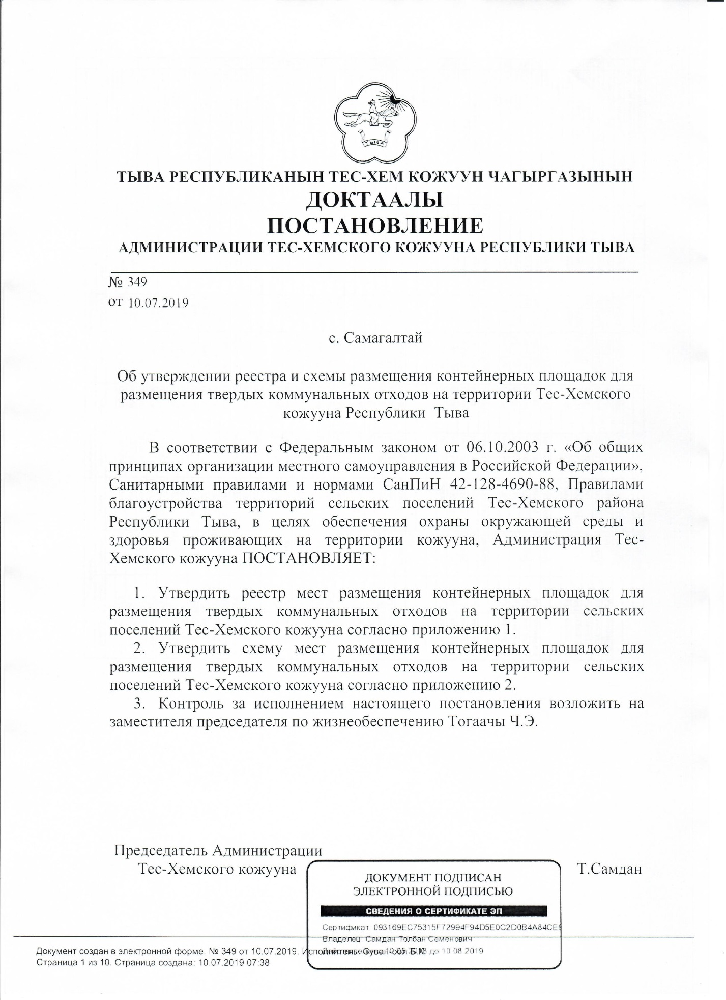 ТЫВА
ТЫВА РЕСПУБЛИКАНЫН ТЕС-ХЕМ КОЖУУН ЧАГЫРГАЗЫНЫН
ДОКТААЛЫ
ПОСТАНОВЛЕНИЕ
АДМИНИСТРАЦИИ ТЕС-ХЕМСКОГО КОЖУУНА РЕСПУБЛИКИ ТЫВА
№ 349
от 10.07.2019
с. Самагалтай
Об утверждении реестра и схемы размещения контейнерных площадок для
размещения твердых коммунальных отходов на территории Тес-Хемского
кожууна Республики Тыва
В соответствии с Федеральным законом от 06.10.2003 г. «Об общих
принципах организации местного самоуправления в Российской Федерации»,
Санитарными правилами и нормами СанПиН 42-128-4690-88, Правилами
благоустройства территорий сельских поселений Тес-Хемского района
Республики Тыва, в целях обеспечения охраны окружающей среды и
здоровья проживающих на территории кожууна, Администрация Тес-
Хемского кожууна ПОСТАНОВЛЯЕТ:
1. Утвердить реестр мест размещения контейнерных площадок для
размещения твердых коммунальных отходов на территории сельских
поселений Тес-Хемского кожууна согласно приложению 1.
2. Утвердить схему мест размещения контейнерных площадок для
размещения твердых коммунальных отходов на территории сельских
поселений Тес-Хемского кожууна согласно приложению 2.
3. Контроль за исполнением настоящего постановления возложить на
заместителя председателя по жизнеобеспечению Тогаачы Ч.Э.
Председатель Администрации
Тес-Хемского кожууна Т.Самдан
ДОКУМЕНТ ПОДПИСАН
ЭЛЕКТРОННОЙ ПОДПИСЬЮ
СВЕДЕНИЯ О СЕРТИФИКАТЕ ЭП
Сертификат 093169EC75315F72994F94D5E0C2D0B4A84CE9
Владелец Самдан Толбан Семенович
до 10.08.2019
Документ создан в электронной форме. № 349 от 10.07.2019. Исполнитель: Суван-оол Б.К.
Страница 1 из 10. Страница создана: 10.07.2019 07:38